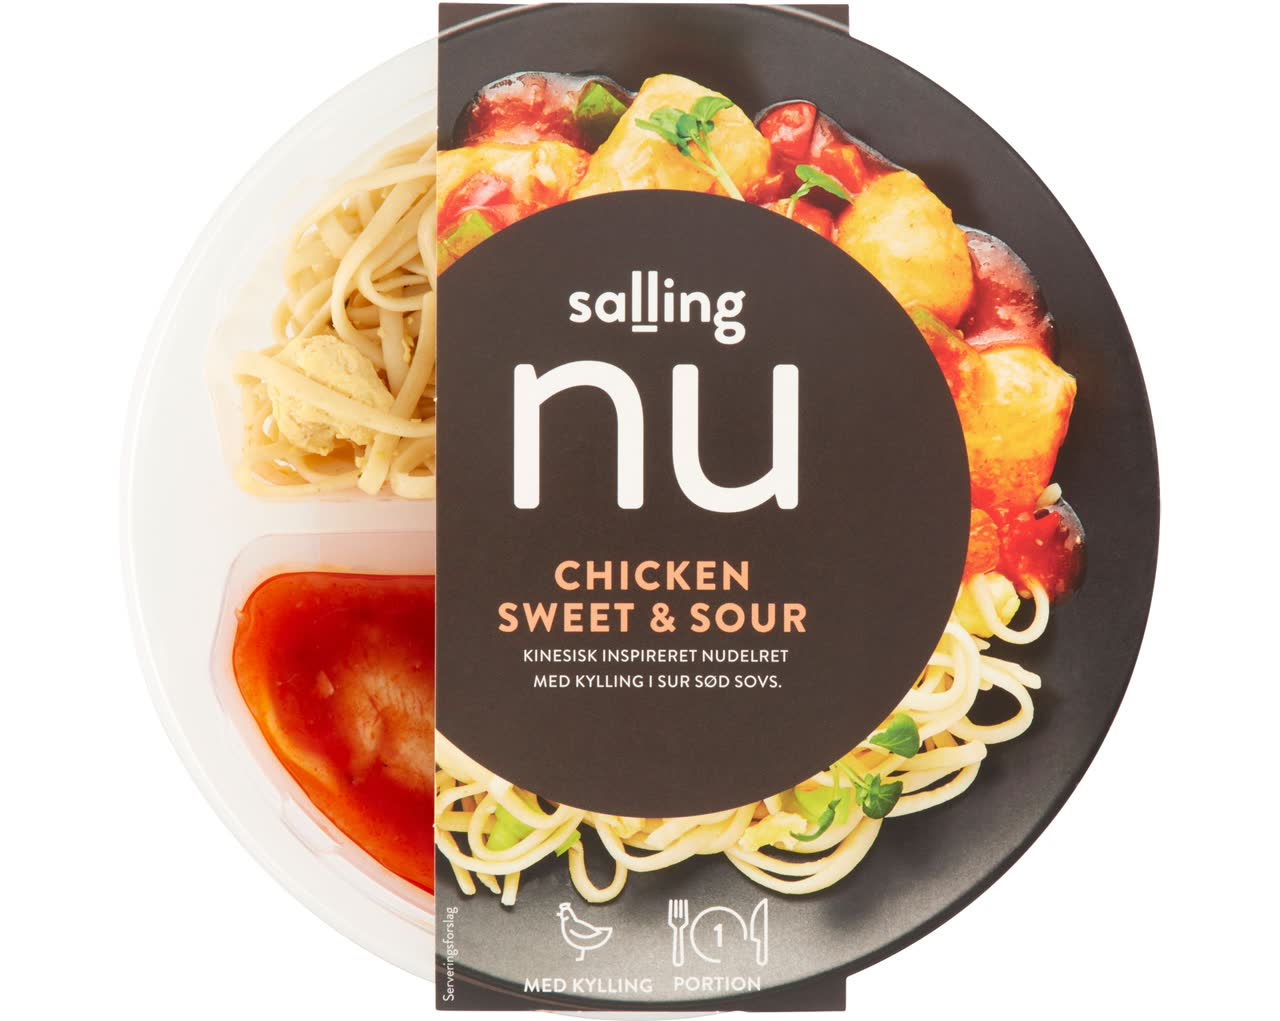 salling
nu
CHICKEN
SWEET & SOUR
KINESISK INSPIRERET NUDELRET
MED KYLLING I SUR SØD SOVS.
Serveringsforslag
MED KYLLING
1
PORTION